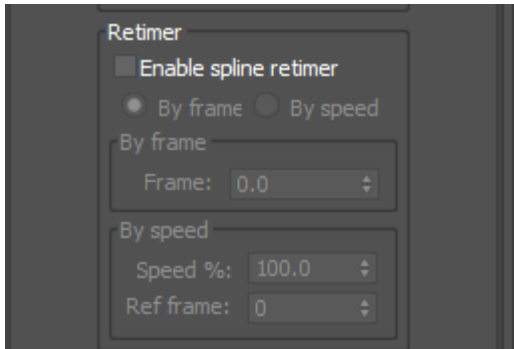 Retimer
Enable spline retimer
By frame By speed
By frame
Frame: 0.0
By speed
Speed %: 100.0
Ref frame: 0